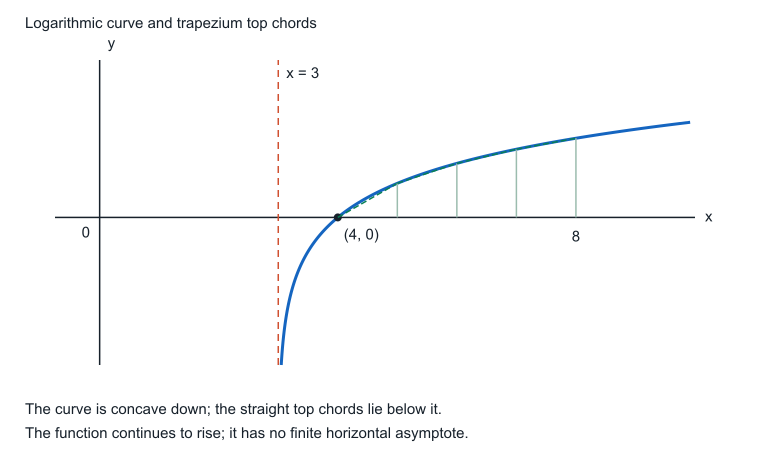 Logarithmic curve and trapezium top chords
y
x = 3
x
0
(4, 0)
8
The curve is concave down; the straight top chords lie below it.
The function continues to rise; it has no finite horizontal asymptote.